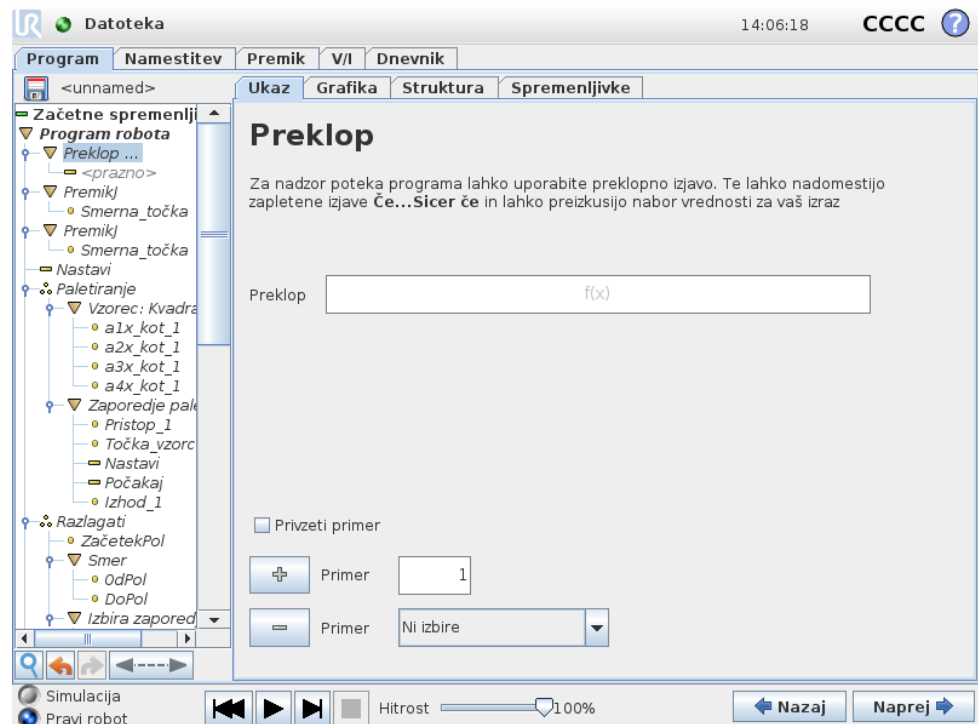 UR Datoteka 14:06:18 CCCC ?
Program Namestitev Premik V/I Dnevnik
<unnamed>
Ukaz Grafika Struktura Spremenljivke
Začetne spremenlji
Program robota
Preklop ...
<prazno>
PremikJ
Smerna_točka
PremikJ
Smerna_točka
Nastavi
Paletiranje
Vzorec: Kvadra
a1x_kot_1
a2x_kot_1
a3x_kot_1
a4x_kot_1
Zaporedje pale
Pristop_1
Točka_vzorc
Nastavi
Počakaj
Izhod_1
Razlagati
ZačetekPol
Smer
OdPol
DoPol
Izbira zapored
Preklop
Za nadzor poteka programa lahko uporabite preklopno izjavo. Te lahko nadomestijo
zapletene izjave Če...Sicer če in lahko preizkusijo nabor vrednosti za vaš izraz
Preklop f(x)
Privzeti primer
Primer 1
Primer Ni izbire
Simulacija
Pravi robot
Hitrost 100%
Nazaj Naprej